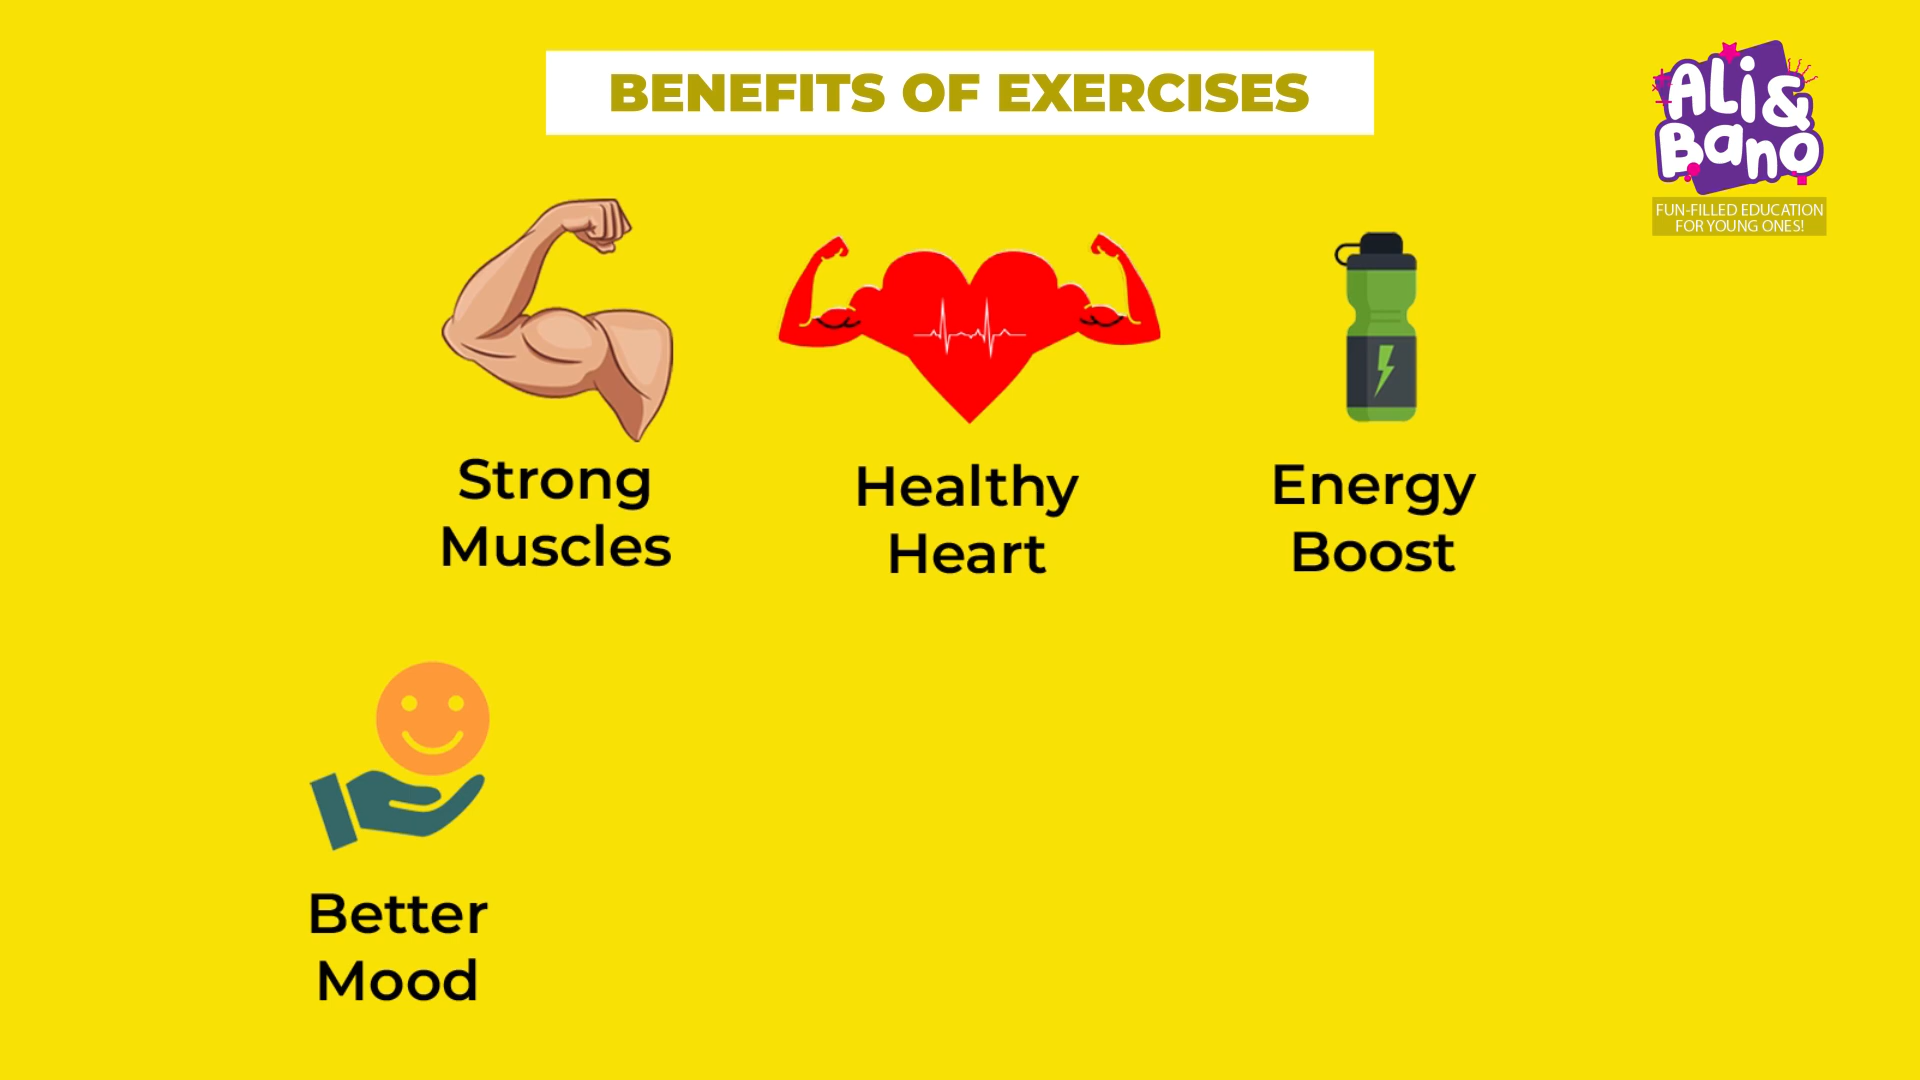 BENEFITS OF EXERCISES
ALi&
Bano
FUN-FILLED EDUCATION
FOR YOUNG ONES!
Strong
Muscles
Healthy
Heart
Energy
Boost
Better
Mood